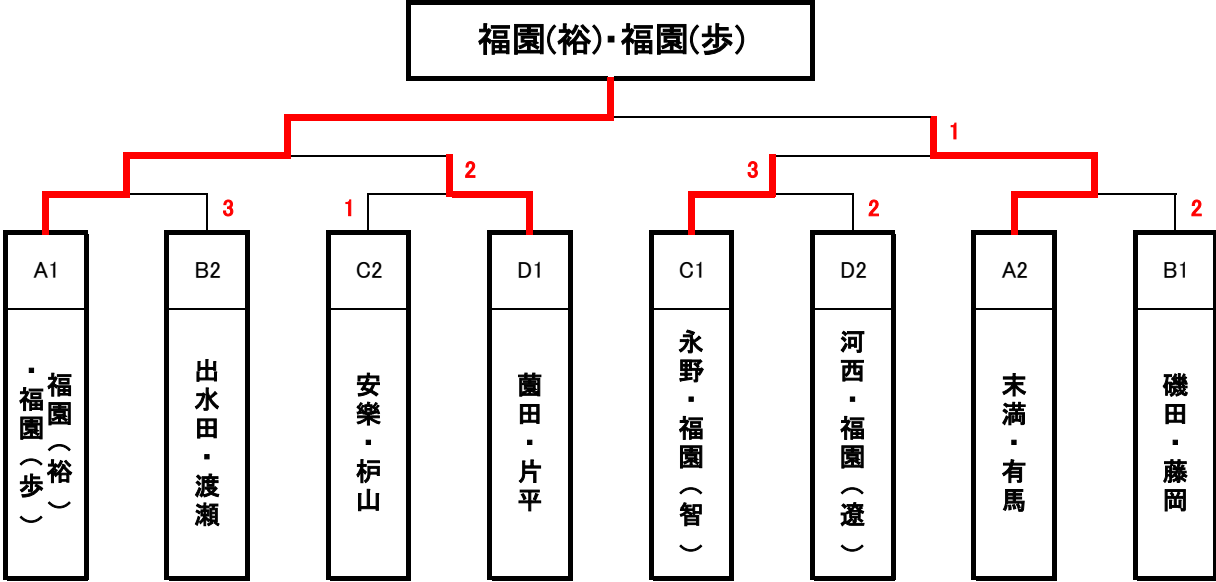 福園(裕)・福園(歩)
1
2
3
3
1
2
2
A1
B2
C2
D1
C1
D2
A2
B1
福園(裕)
・福園(歩)
出水田・渡瀬
安樂・枦山
薗田・片平
永野・福園(智)
河西・福園(遼)
末満・有馬
磯田・藤岡